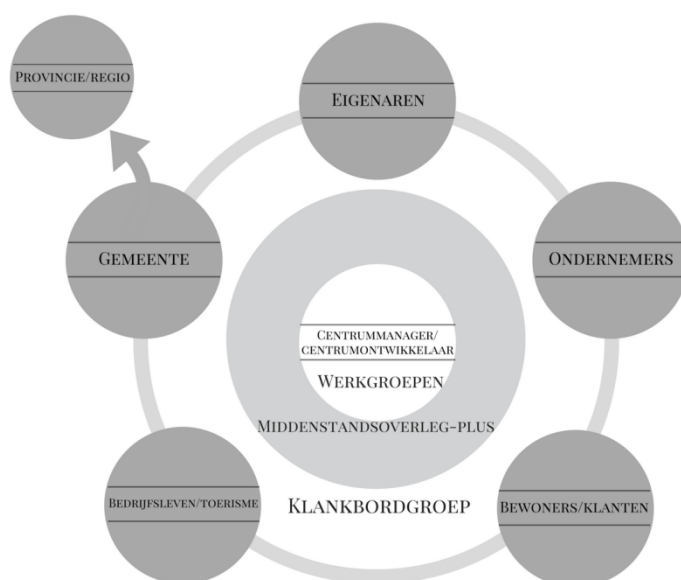 PROVINCIE/REGIO
EIGENAREN
GEMEENTE
ONDERNEMERS
CENTRUMMANAGER/
CENTRUMONTWIKKELAAR
WERKGROEPEN
MIDDENSTANDSOVERLEG-PLUS
BEDRIJFSLEVEN/TOERISME
KLANKBORDGROEP
BEWONERS/KLANTEN